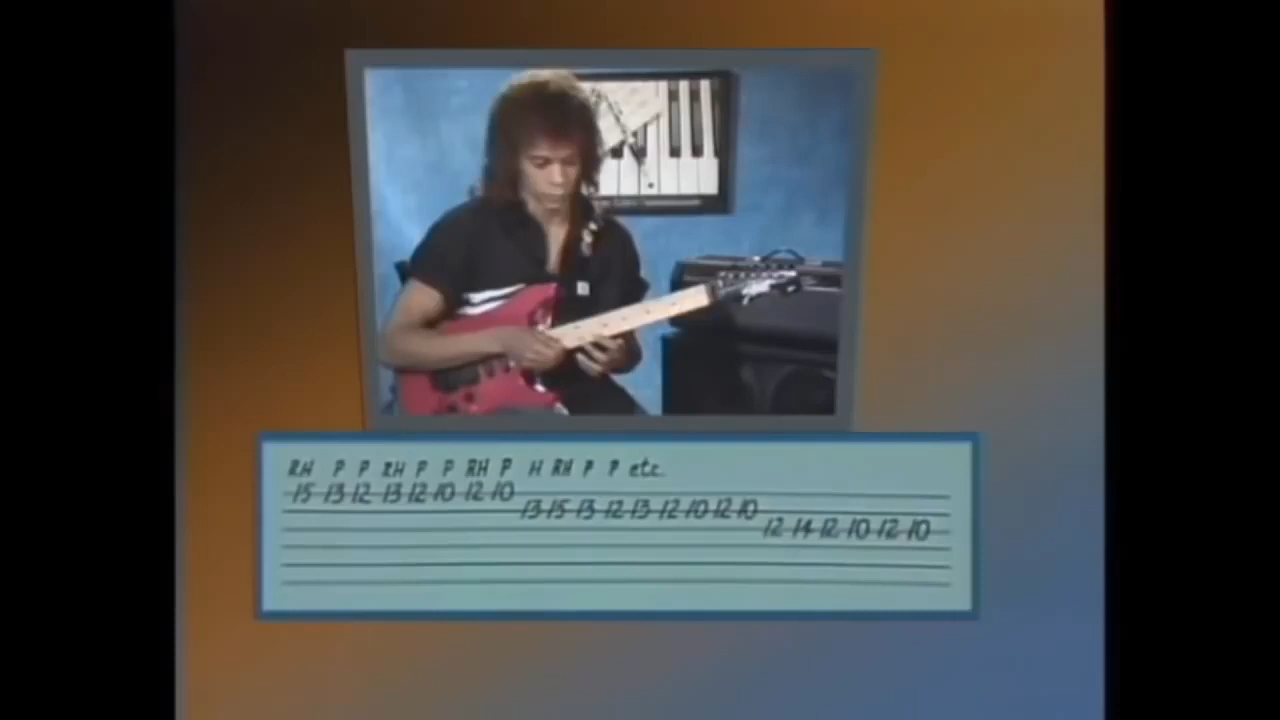 RH P P RH P P RH P H RH P P etc.
15 13 12 13 12 10 12 10
13 15 13 12 13 12 10 12 10
12 14 12 10 12 10